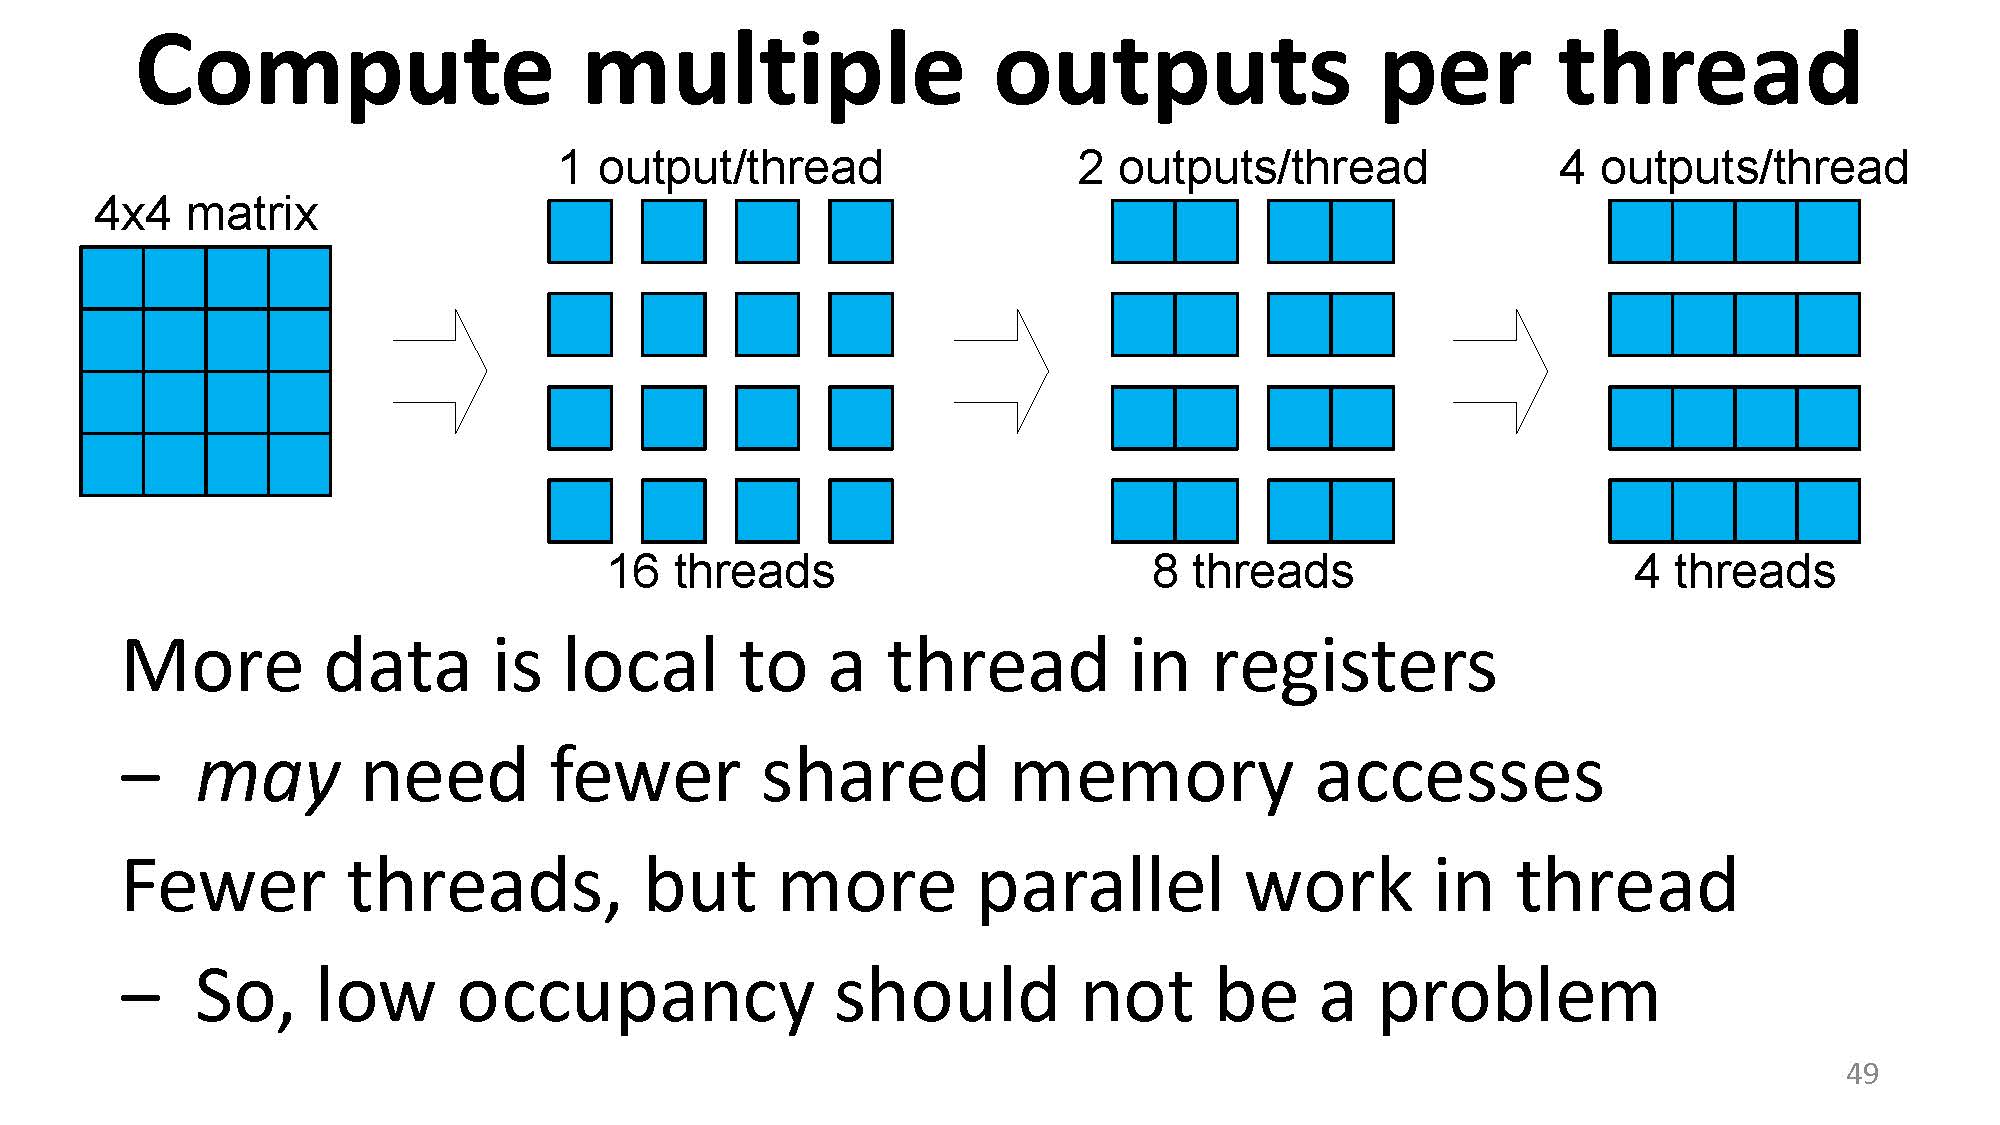 Compute multiple outputs per thread
4x4 matrix
1 output/thread
16 threads
2 outputs/thread
8 threads
4 outputs/thread
4 threads
More data is local to a thread in registers
– may need fewer shared memory accesses
Fewer threads, but more parallel work in thread
– So, low occupancy should not be a problem
49